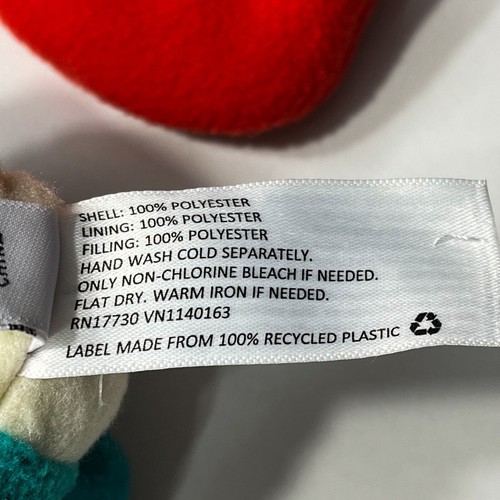 SHELL: 100% POLYESTER
LINING: 100% POLYESTER
FILLING: 100% POLYESTER
HAND WASH COLD SEPARATELY.
ONLY NON-CHLORINE BLEACH IF NEEDED.
FLAT DRY. WARM IRON IF NEEDED.
RN17730 VN1140163
LABEL MADE FROM 100% RECYCLED PLASTIC